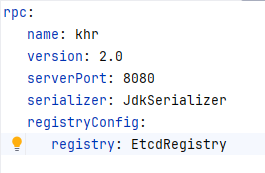 rpc:
    name: khr
    version: 2.0
    serverPort: 8080
    serializer: JdkSerializer
    registryConfig:
        registry: EtcdRegistry